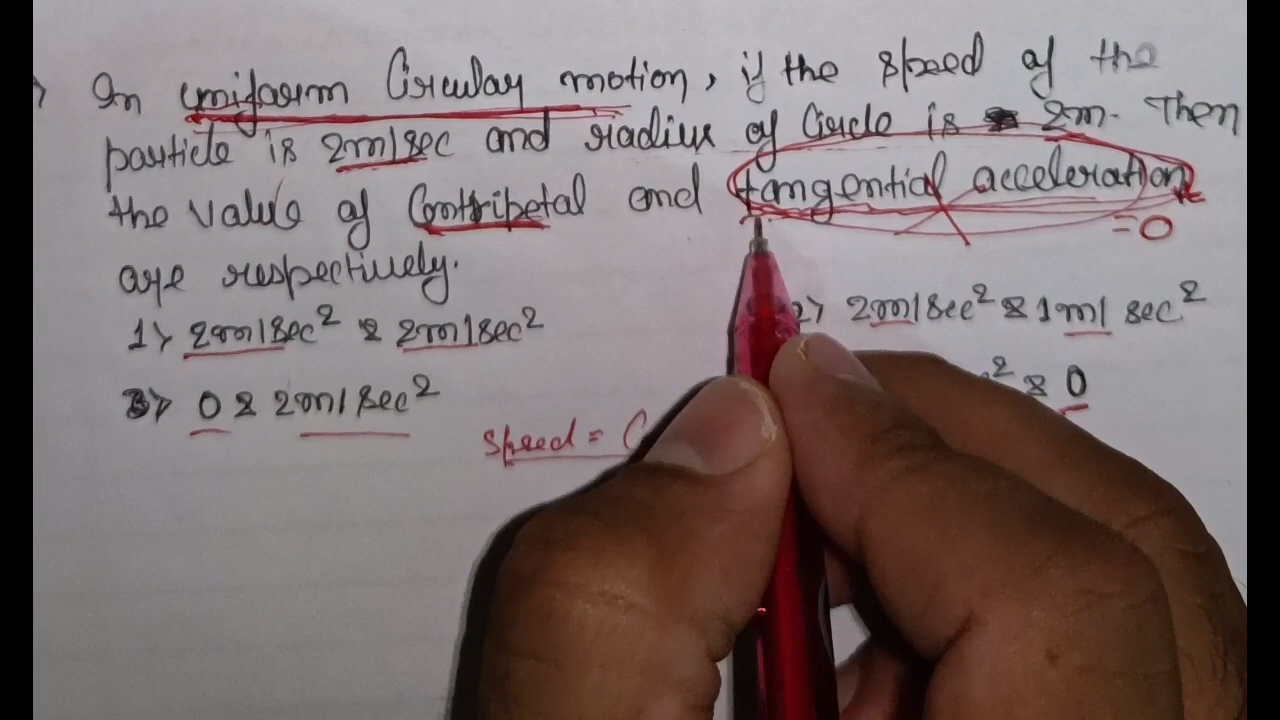 In uniform Circular motion, if the speed of the
particle is 2m/sec and radius of Circle is 2m. Then
the value of Centripetal and tangential acceleration
= 0
are respectively.
1) 2m/sec² & 2m/sec² 2) 2m/sec² & 1m/sec²
3) 0 & 2m/sec² ² & 0
speed = C